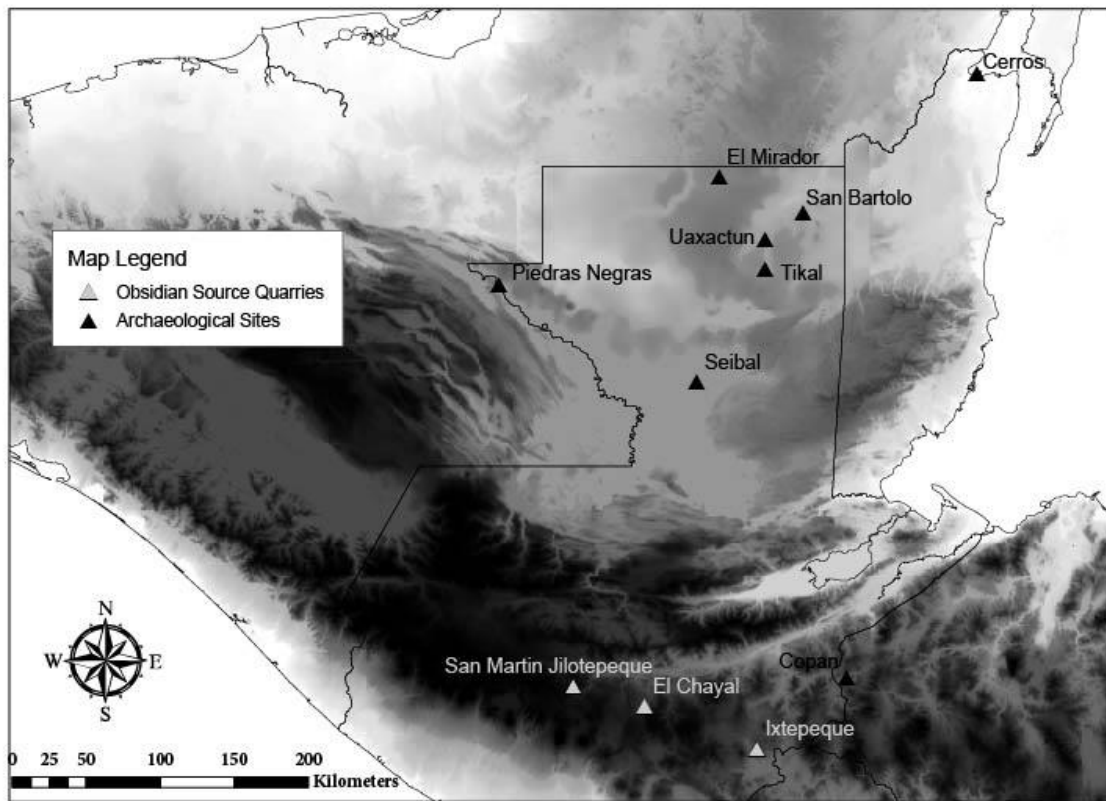 Cerros
El Mirador
San Bartolo
Uaxactun
Tikal
Map Legend
Obsidian Source Quarries
Archaeological Sites
Piedras Negras
Seibal
N
W E
S
San Martin Jilotepeque
El Chayal
Copan
Ixtepeque
0 25 50 100 150 200
Kilometers